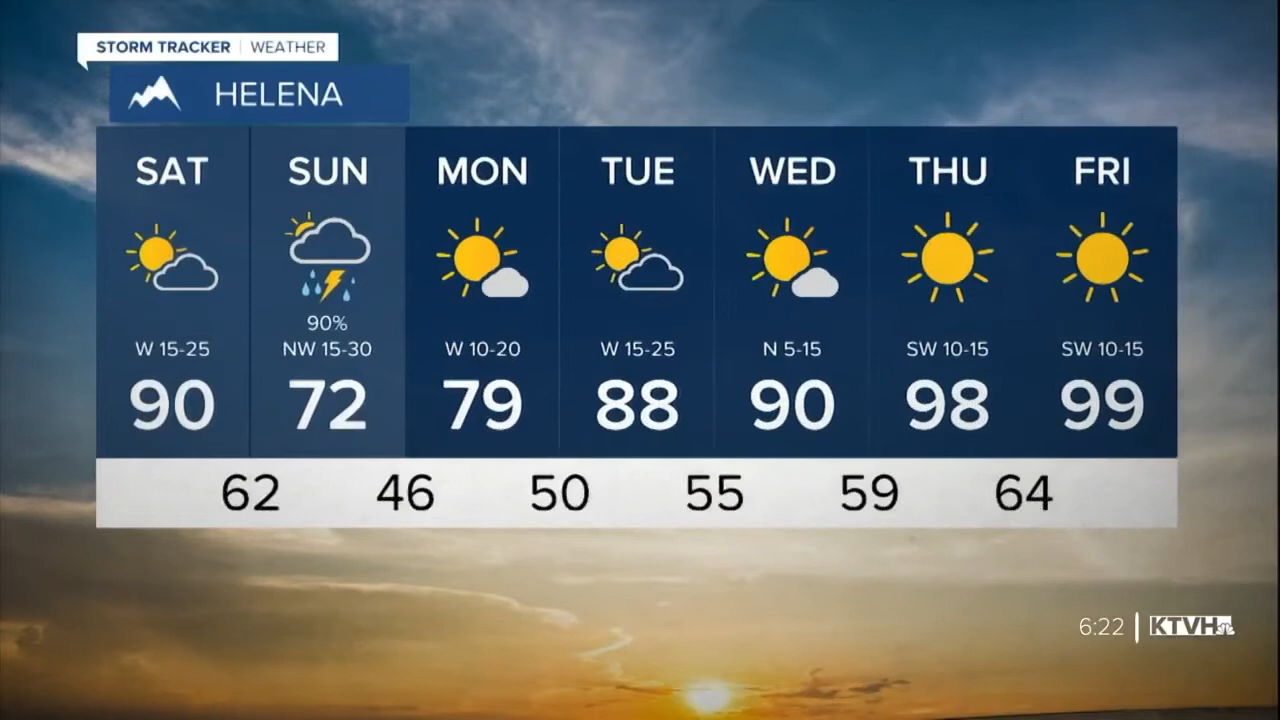 STORM TRACKER | WEATHER
HELENA
SAT SUN MON TUE WED THU FRI
90%
W 15-25 NW 15-30 W 10-20 W 15-25 N 5-15 SW 10-15 SW 10-15
90 72 79 88 90 98 99
62 46 50 55 59 64
6:22 | KTVH